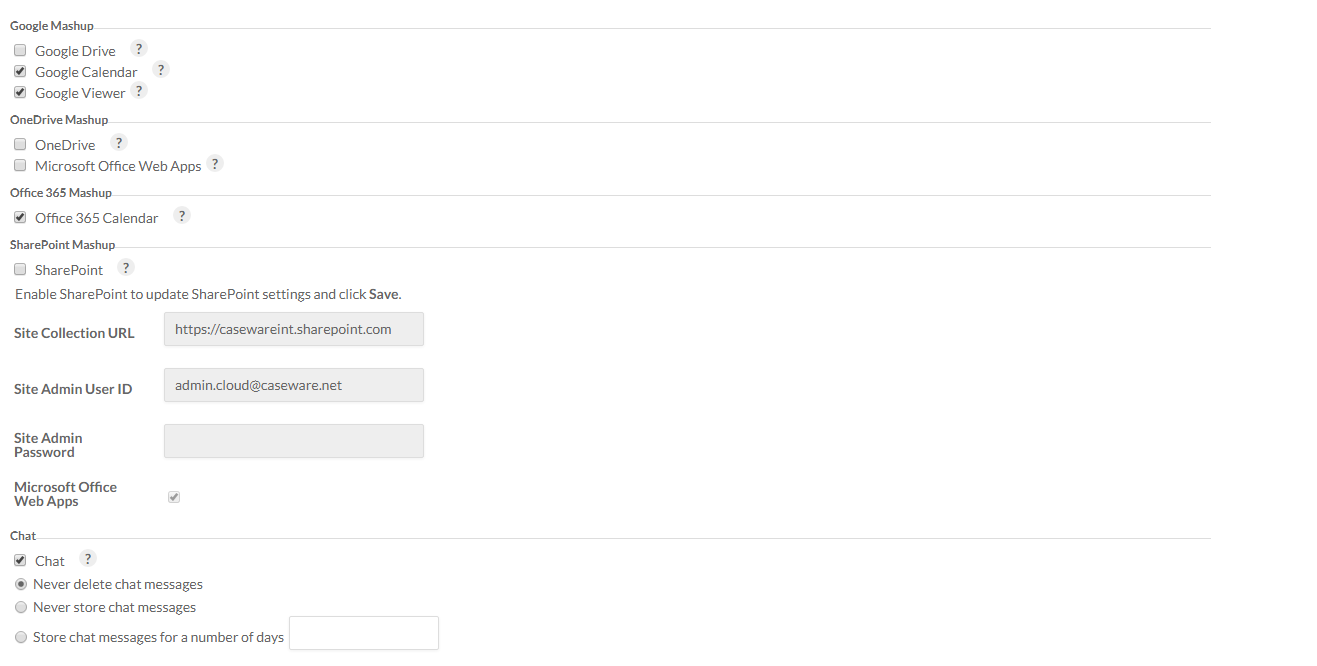 Google Mashup
Google Drive ?
Google Calendar ?
Google Viewer ?
OneDrive Mashup
OneDrive ?
Microsoft Office Web Apps ?
Office 365 Mashup
Office 365 Calendar ?
SharePoint Mashup
SharePoint ?
Enable SharePoint to update SharePoint settings and click Save.
Site Collection URL https://casewareint.sharepoint.com
Site Admin User ID admin.cloud@caseware.net
Site Admin
Password
Microsoft Office
Web Apps
Chat
Chat ?
Never delete chat messages
Never store chat messages
Store chat messages for a number of days